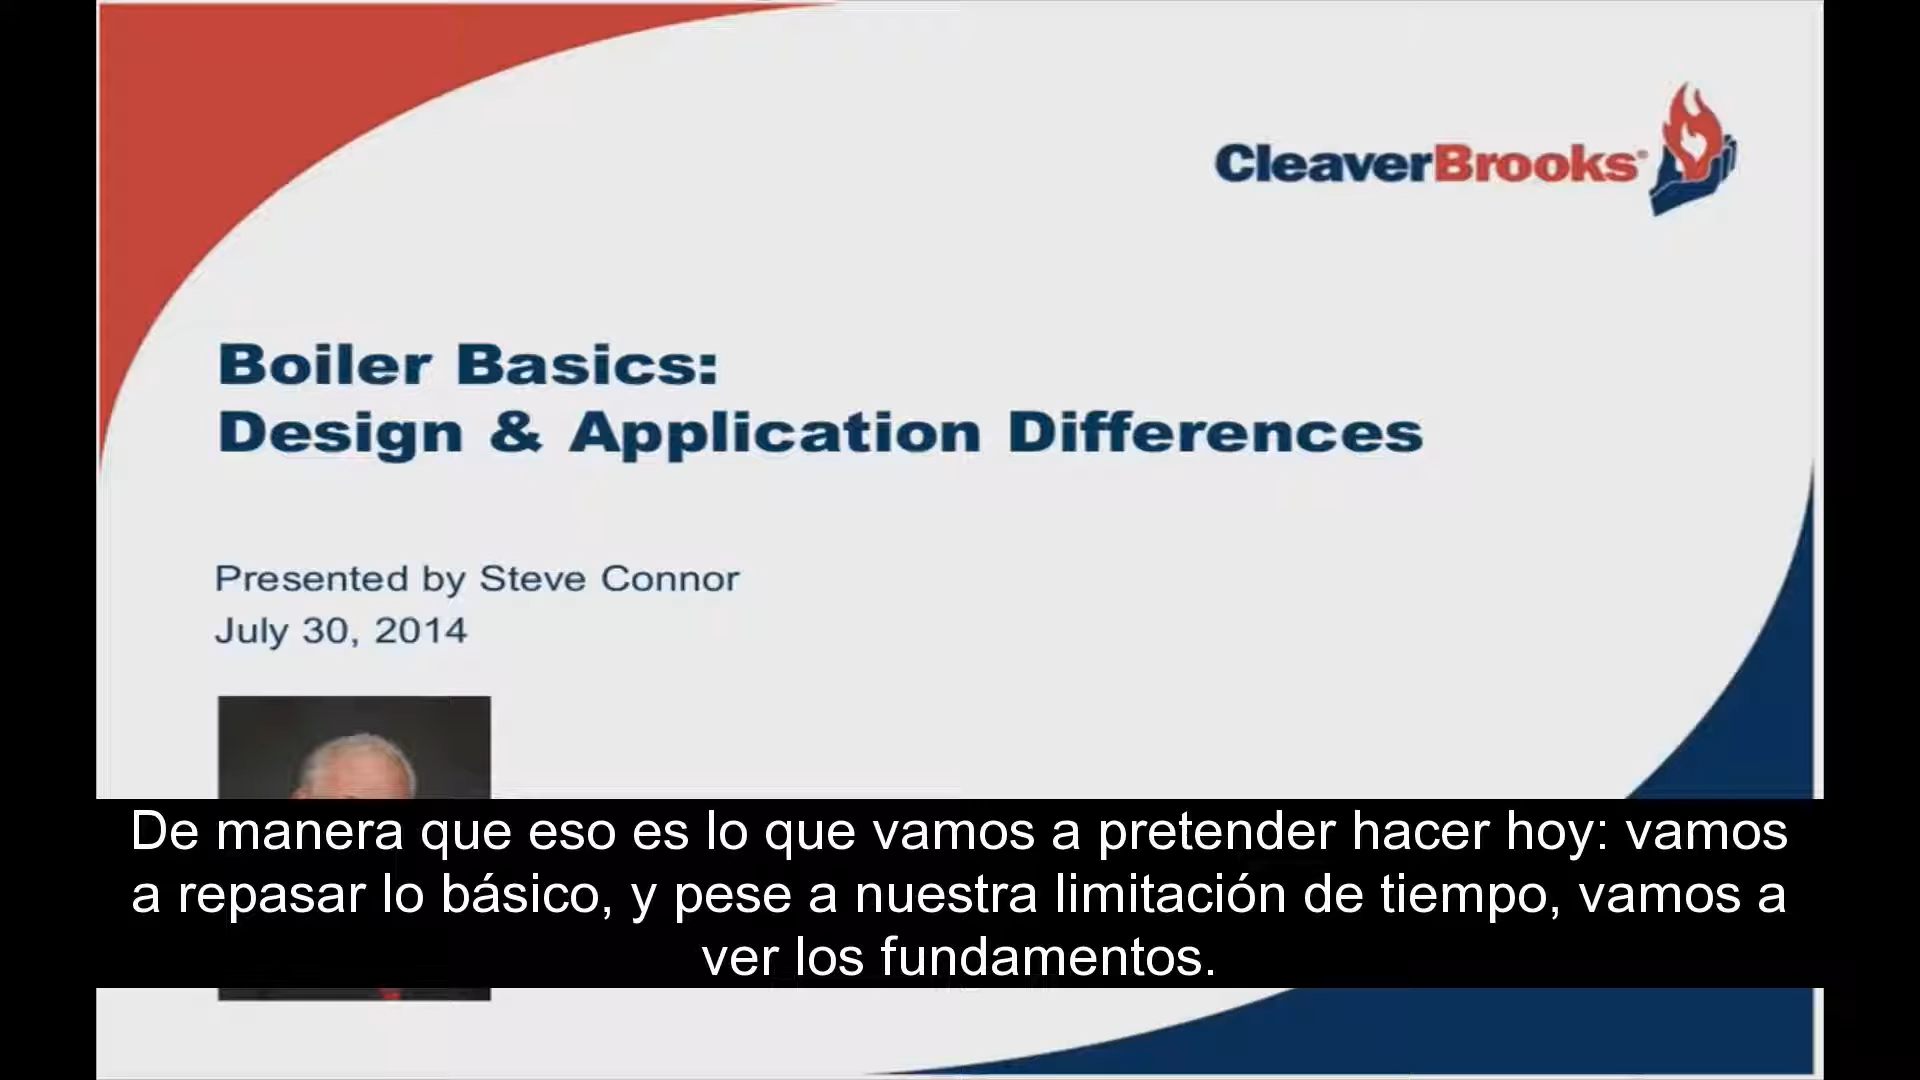 CleaverBrooks®
Boiler Basics:
Design & Application Differences
Presented by Steve Connor
July 30, 2014
De manera que eso es lo que vamos a pretender hacer hoy: vamos
a repasar lo básico, y pese a nuestra limitación de tiempo, vamos a
ver los fundamentos.